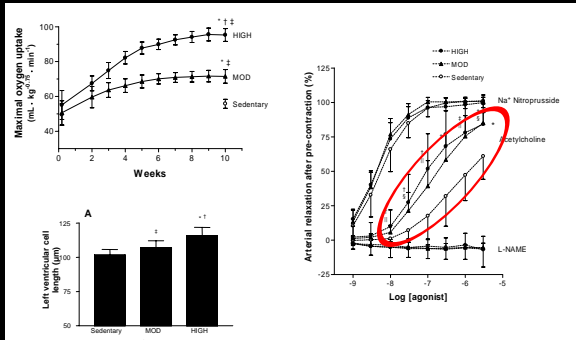 Maximal oxygen uptake
(mL · kg-0.75 · min-1)
100
80
60
40
* † ‡
HIGH
* ‡
MOD
Sedentary
0
2
4
6
8
10
Weeks
A
Left ventricular cell
length (μm)
125
100
75
50
‡
* †
Sedentary
MOD
HIGH
HIGH
MOD
Sedentary
Arterial relaxation after pre-contraction (%)
125
100
75
50
25
0
25
Na+ Nitroprusside
Acetylcholine
L-NAME
-9
-8
-7
-6
-5
Log [agonist]